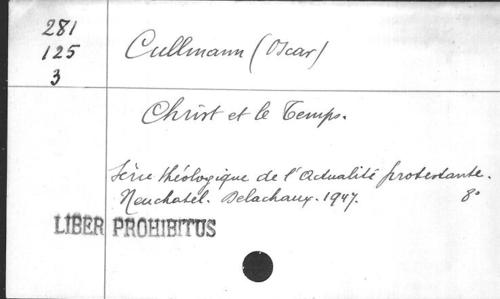 281
125
3
Cullmann (Oscar)
Christ et le Temps.
Série théologique de l'Actualité protestante.
Neuchatel. Delachaux. 1947. 8°
LIBER PROHIBITUS